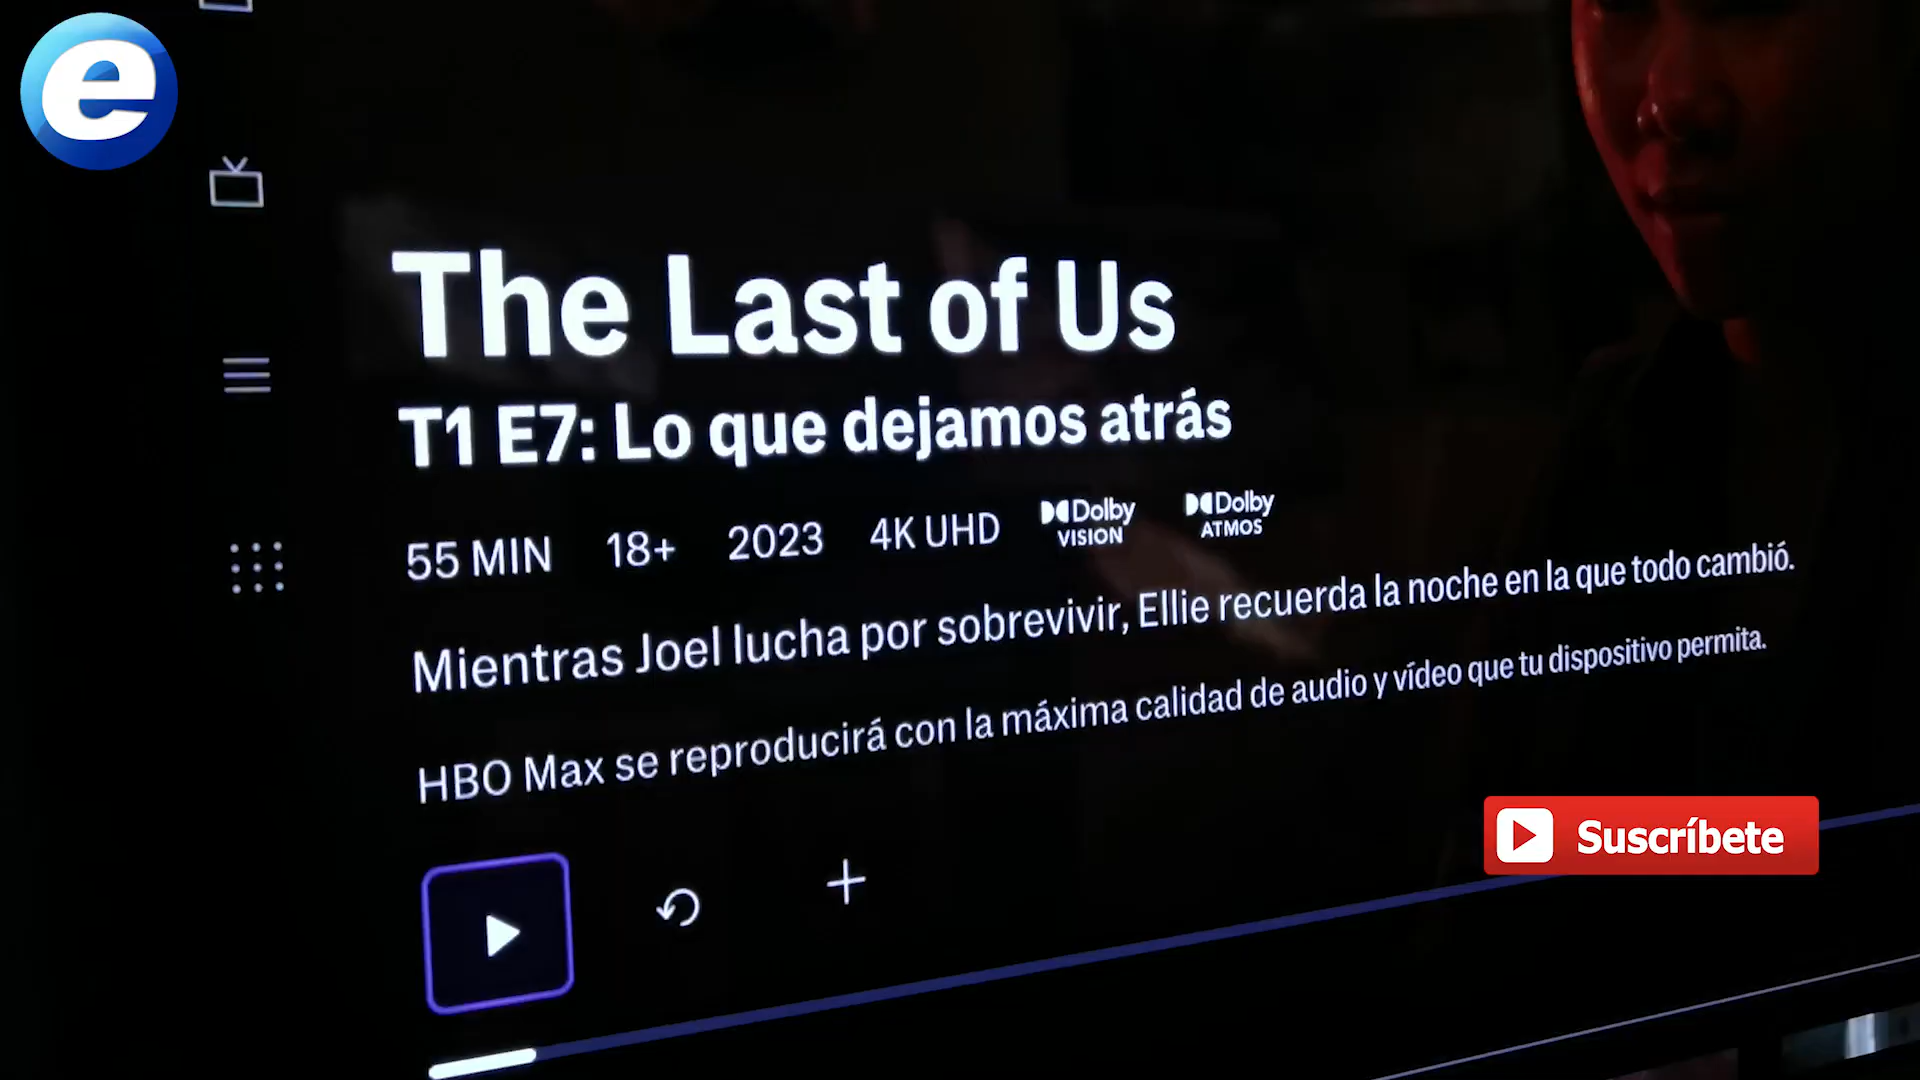 e
The Last of Us
T1 E7: Lo que dejamos atrás
55 MIN 18+ 2023 4K UHD Dolby VISION Dolby ATMOS
Mientras Joel lucha por sobrevivir, Ellie recuerda la noche en la que todo cambió.
HBO Max se reproducirá con la máxima calidad de audio y vídeo que tu dispositivo permita.
Suscríbete